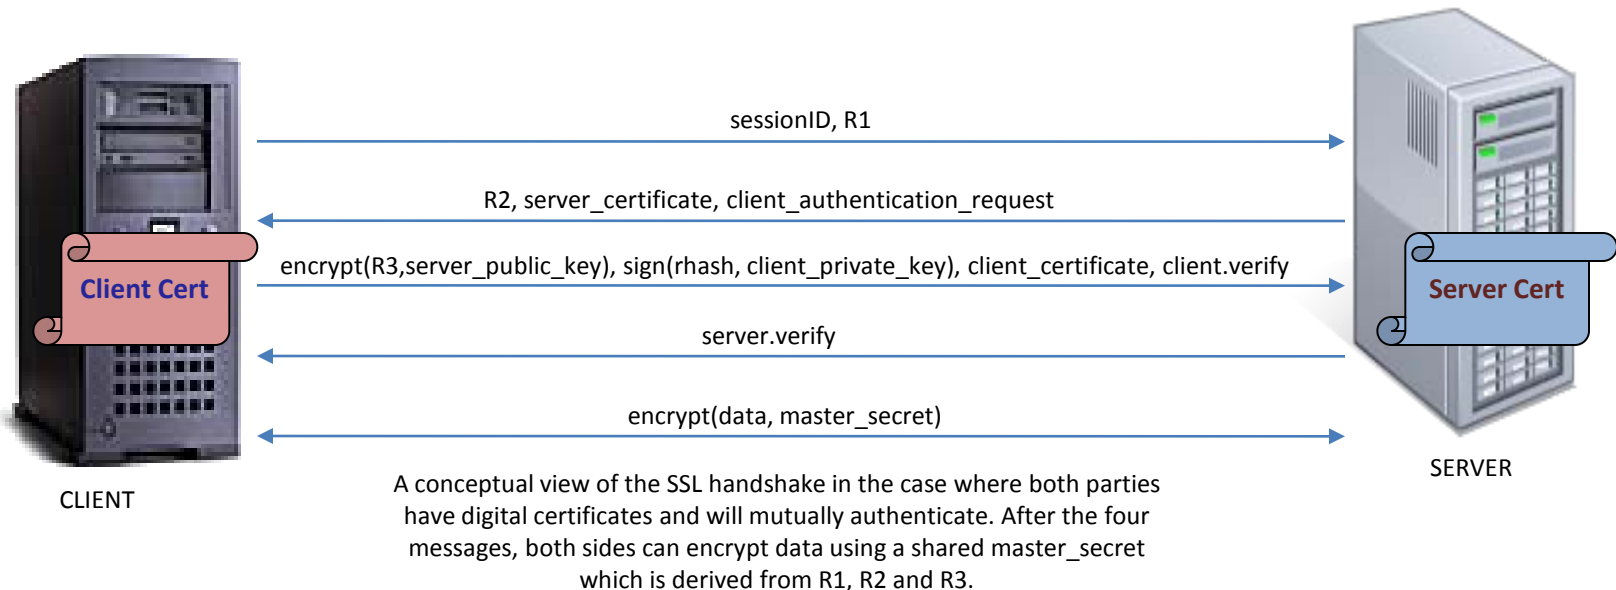 sessionID, R1
R2, server_certificate, client_authentication_request
encrypt(R3,server_public_key), sign(rhash, client_private_key), client_certificate, client.verify
Client Cert
Server Cert
server.verify
encrypt(data, master_secret)
CLIENT
SERVER
A conceptual view of the SSL handshake in the case where both parties
have digital certificates and will mutually authenticate. After the four
messages, both sides can encrypt data using a shared master_secret
which is derived from R1, R2 and R3.